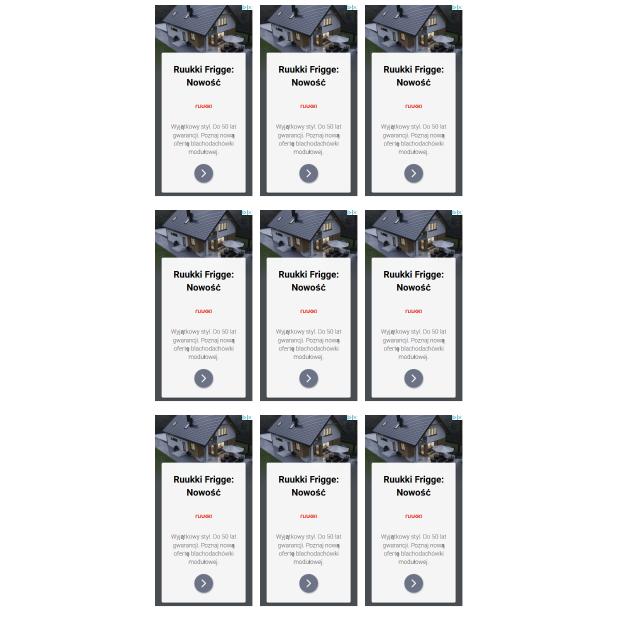 Ruukki Frigge: Ruukki Frigge: Ruukki Frigge:
Nowość Nowość Nowość
ruukki ruukki ruukki
Wyjątkowy styl. Do 50 lat Wyjątkowy styl. Do 50 lat Wyjątkowy styl. Do 50 lat
gwarancji. Poznaj nową gwarancji. Poznaj nową gwarancji. Poznaj nową
ofertę blachodachówki ofertę blachodachówki ofertę blachodachówki
modułowej. modułowej. modułowej.
Ruukki Frigge: Ruukki Frigge: Ruukki Frigge:
Nowość Nowość Nowość
ruukki ruukki ruukki
Wyjątkowy styl. Do 50 lat Wyjątkowy styl. Do 50 lat Wyjątkowy styl. Do 50 lat
gwarancji. Poznaj nową gwarancji. Poznaj nową gwarancji. Poznaj nową
ofertę blachodachówki ofertę blachodachówki ofertę blachodachówki
modułowej. modułowej. modułowej.
Ruukki Frigge: Ruukki Frigge: Ruukki Frigge:
Nowość Nowość Nowość
ruukki ruukki ruukki
Wyjątkowy styl. Do 50 lat Wyjątkowy styl. Do 50 lat Wyjątkowy styl. Do 50 lat
gwarancji. Poznaj nową gwarancji. Poznaj nową gwarancji. Poznaj nową
ofertę blachodachówki ofertę blachodachówki ofertę blachodachówki
modułowej. modułowej. modułowej.